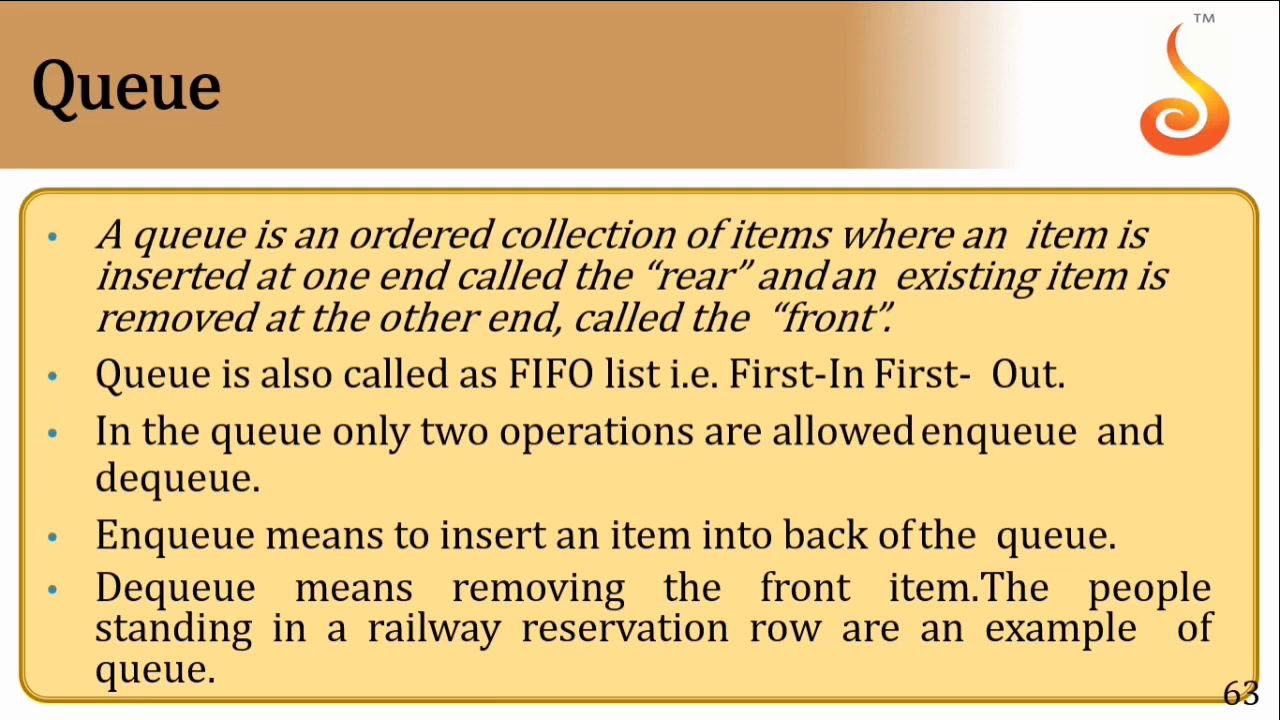 TM
Queue
• A queue is an ordered collection of items where an item is
inserted at one end called the “rear” and an existing item is
removed at the other end, called the “front”.
• Queue is also called as FIFO list i.e. First-In First- Out.
• In the queue only two operations are allowed enqueue and
dequeue.
• Enqueue means to insert an item into back of the queue.
• Dequeue means removing the front item.The people
standing in a railway reservation row are an example of
queue.
63